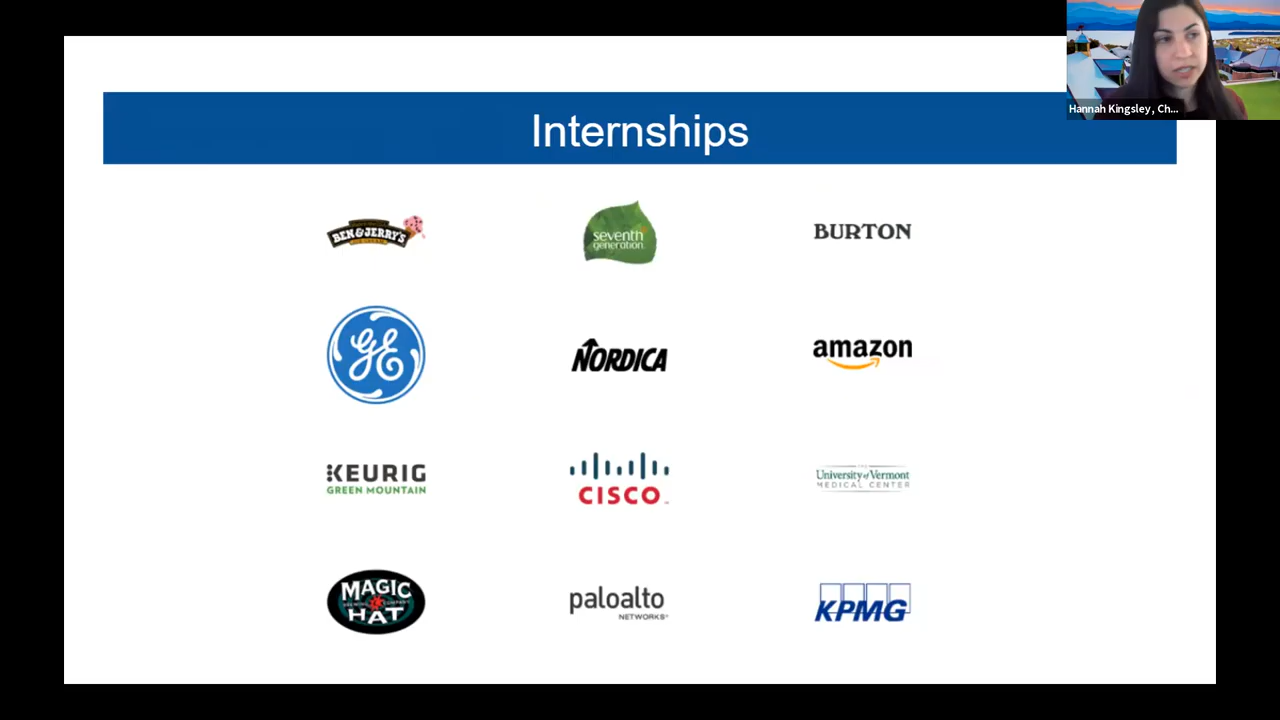 Hannah Kingsley, Ch...
Internships
BEN & JERRY'S
seventh
generation
BURTON
GE
NORDICA
amazon
KEURIG
GREEN MOUNTAIN
CISCO
THE
University of Vermont
MEDICAL CENTER
MAGIC
HAT
paloalto
NETWORKS
KPMG